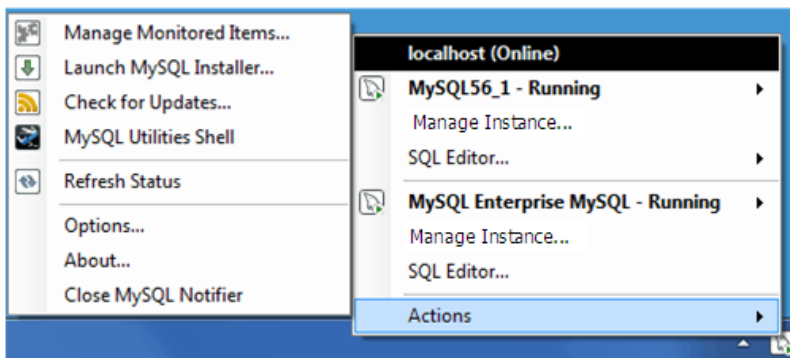 Manage Monitored Items...
Launch MySQL Installer...
Check for Updates...
MySQL Utilities Shell
Refresh Status
Options...
About...
Close MySQL Notifier
localhost (Online)
MySQL56_1 - Running
Manage Instance...
SQL Editor...
MySQL Enterprise MySQL - Running
Manage Instance...
SQL Editor...
Actions